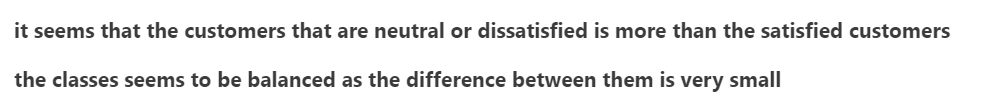 it seems that the customers that are neutral or dissatisfied is more than the satisfied customers
the classes seems to be balanced as the difference between them is very small